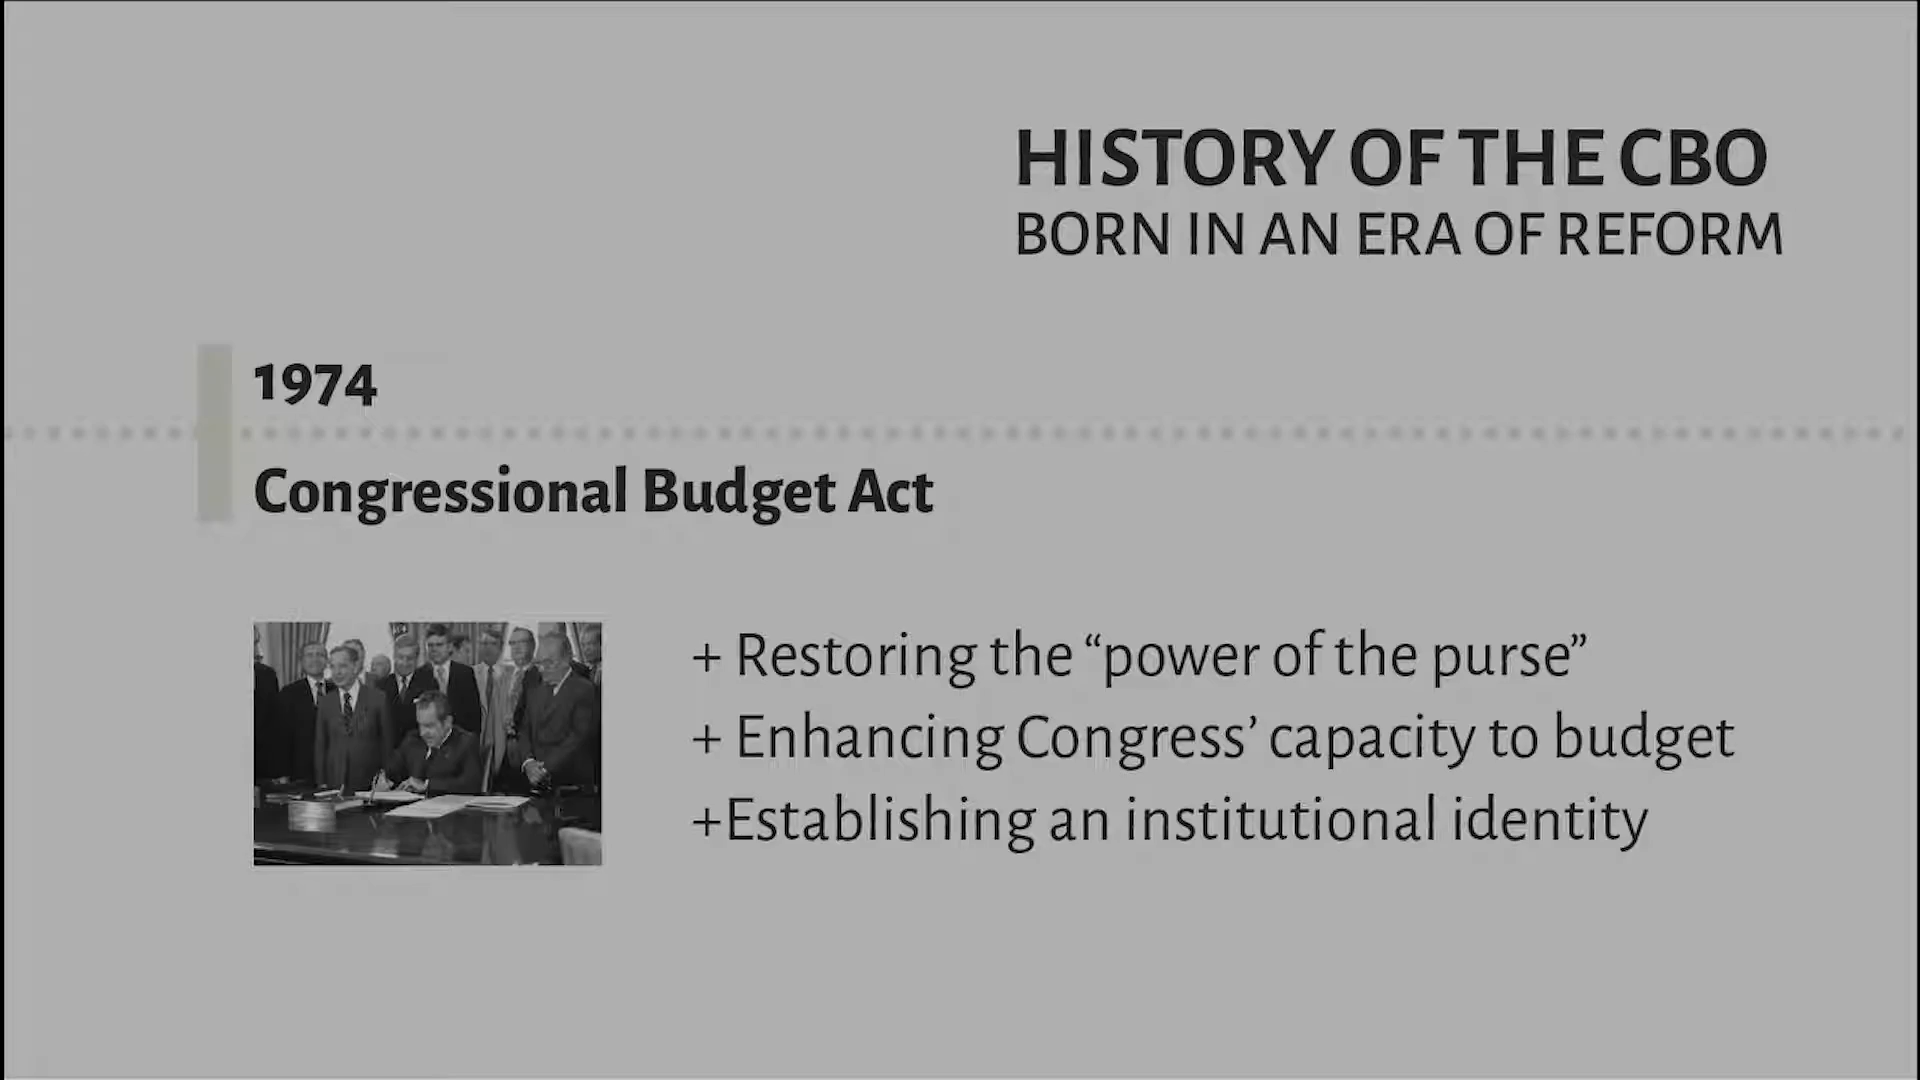 HISTORY OF THE CBO
BORN IN AN ERA OF REFORM
1974
Congressional Budget Act
+ Restoring the “power of the purse”
+ Enhancing Congress’ capacity to budget
+Establishing an institutional identity